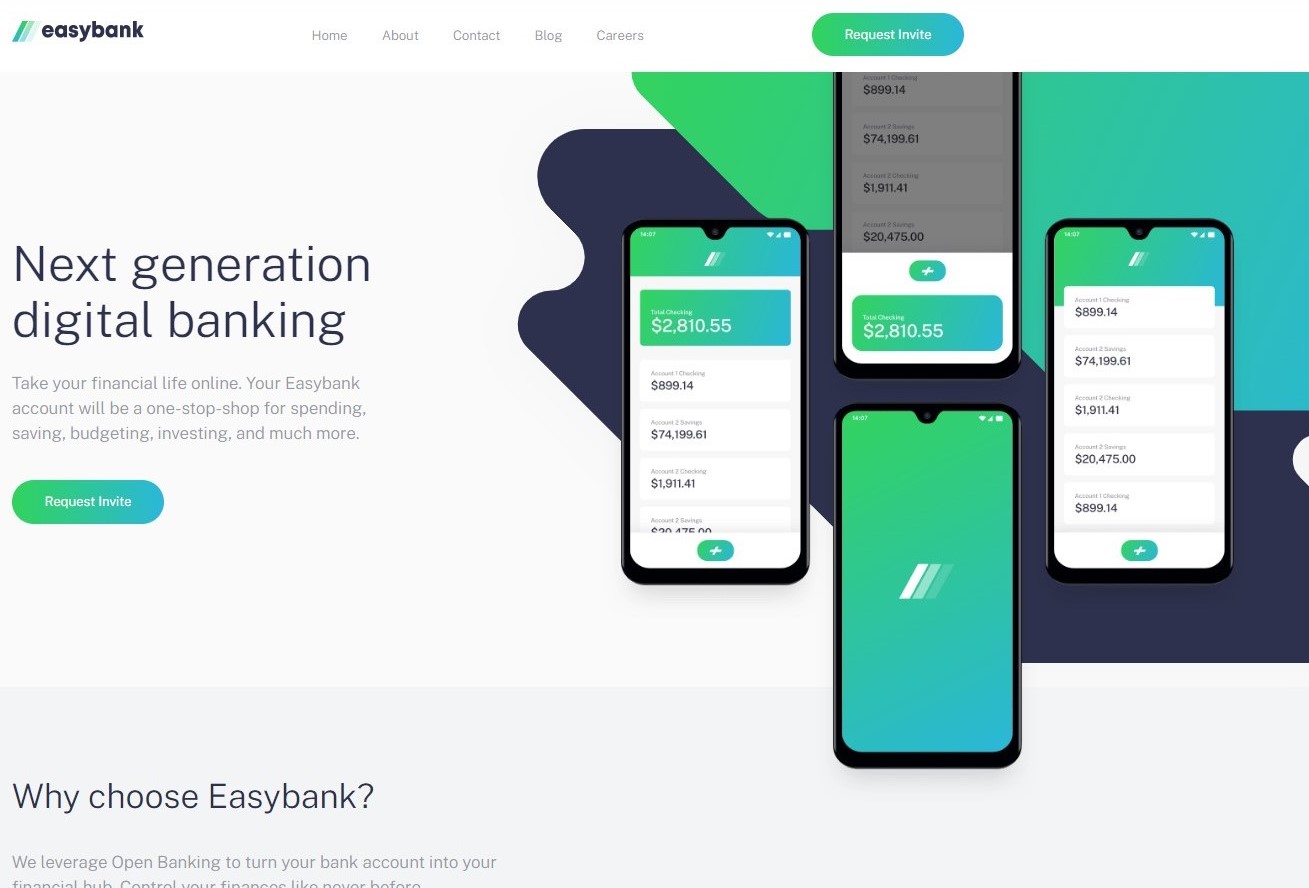 easybank
Home
About
Contact
Blog
Careers
Request Invite
Next generation
digital banking
Take your financial life online. Your Easybank
account will be a one-stop-shop for spending,
saving, budgeting, investing, and much more.
Request Invite
14:07
Total Checking
$2,810.55
Account 1 Checking
$899.14
Account 2 Savings
$74,199.61
Account 2 Checking
$1,911.41
Account 2 Savings
$20,475.00
Account 1 Checking
$899.14
Account 2 Savings
$74,199.61
Account 2 Checking
$1,911.41
Account 2 Savings
$20,475.00
Total Checking
$2,810.55
14:07
14:07
Account 1 Checking
$899.14
Account 2 Savings
$74,199.61
Account 2 Checking
$1,911.41
Account 2 Savings
$20,475.00
Account 1 Checking
$899.14
Why choose Easybank?
We leverage Open Banking to turn your bank account into your
financial hub. Control your finances like never before